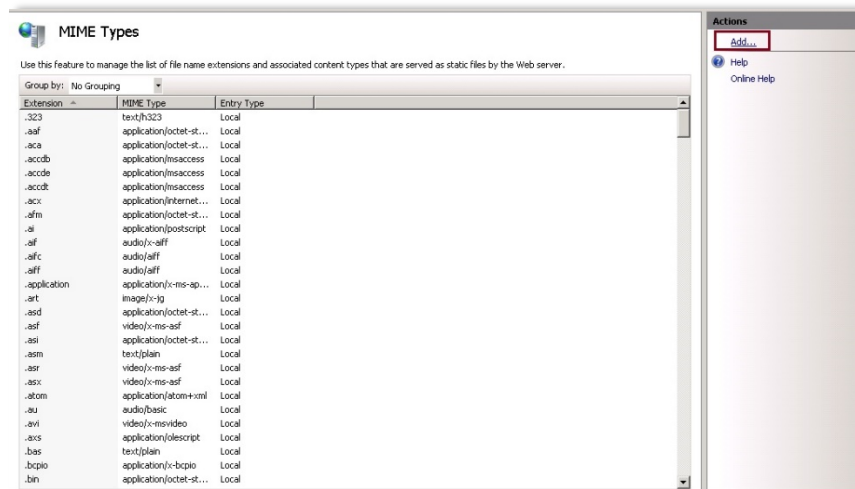 MIME Types
Use this feature to manage the list of file name extensions and associated content types that are served as static files by the Web server.
Group by: No Grouping
Extension MIME Type Entry Type
.323 text/h323 Local
.aaf application/octet-st... Local
.aca application/octet-st... Local
.accdb application/msaccess Local
.accde application/msaccess Local
.accdt application/msaccess Local
.acx application/internet... Local
.afm application/octet-st... Local
.ai application/postscript Local
.aif audio/x-aiff Local
.aifc audio/aiff Local
.aiff audio/aiff Local
.application application/x-ms-ap... Local
.art image/x-jg Local
.asd application/octet-st... Local
.asf video/x-ms-asf Local
.asi application/octet-st... Local
.asm text/plain Local
.asr video/x-ms-asf Local
.asx video/x-ms-asf Local
.atom application/atom+xml Local
.au audio/basic Local
.avi video/x-msvideo Local
.axs application/olescript Local
.bas text/plain Local
.bcpio application/x-bcpio Local
.bin application/octet-st... Local
Actions
Add...
Help
Online Help